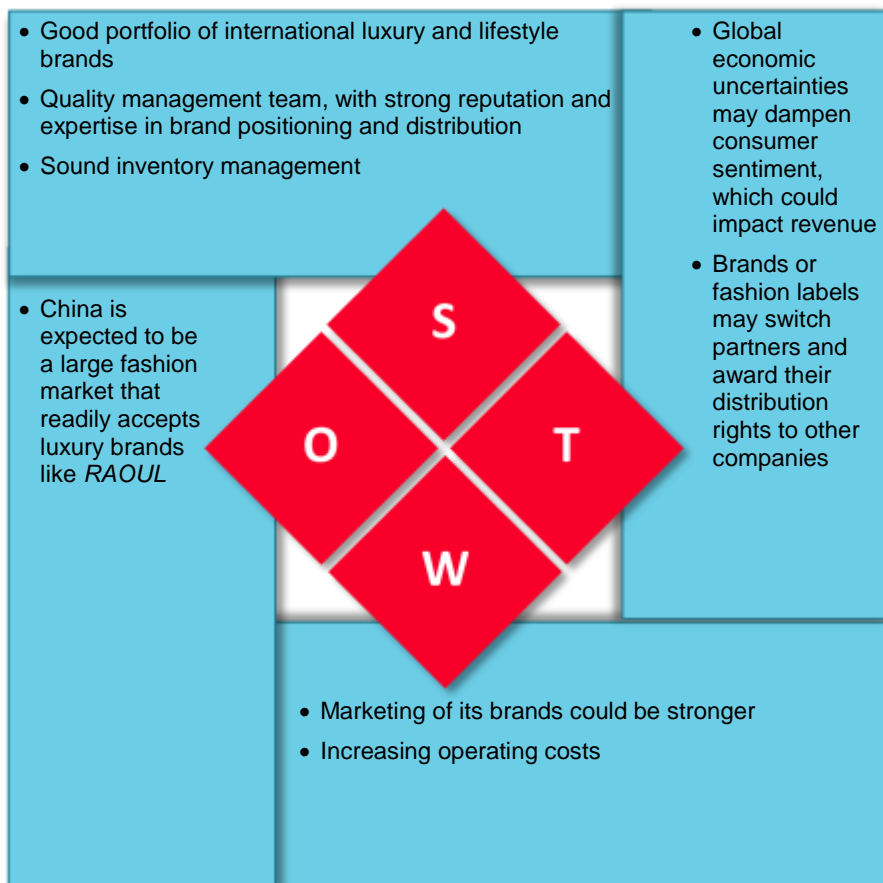 • Good portfolio of international luxury and lifestyle
brands
• Quality management team, with strong reputation and
expertise in brand positioning and distribution
• Sound inventory management
• Global
economic
uncertainties
may dampen
consumer
sentiment,
which could
impact revenue
• Brands or
fashion labels
may switch
partners and
award their
distribution
rights to other
companies
• China is
expected to be
a large fashion
market that
readily accepts
luxury brands
like RAOUL
S
O
T
W
• Marketing of its brands could be stronger
• Increasing operating costs